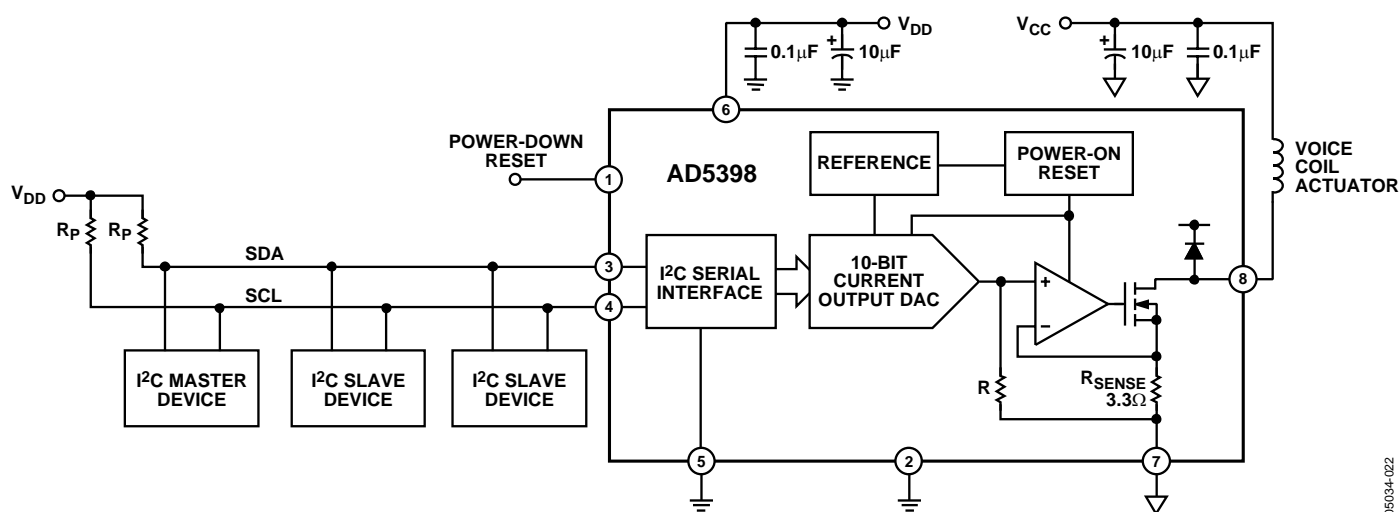 V_DD
V_CC
0.1μF
10μF
10μF
0.1μF
6
POWER-DOWN
RESET
1
AD5398
REFERENCE
POWER-ON
RESET
VOICE
COIL
ACTUATOR
V_DD
R_P
R_P
SDA
SCL
3
4
I²C SERIAL
INTERFACE
10-BIT
CURRENT
OUTPUT DAC
+
−
8
I²C MASTER
DEVICE
I²C SLAVE
DEVICE
I²C SLAVE
DEVICE
R
R_SENSE
3.3Ω
5
2
7
05034-022